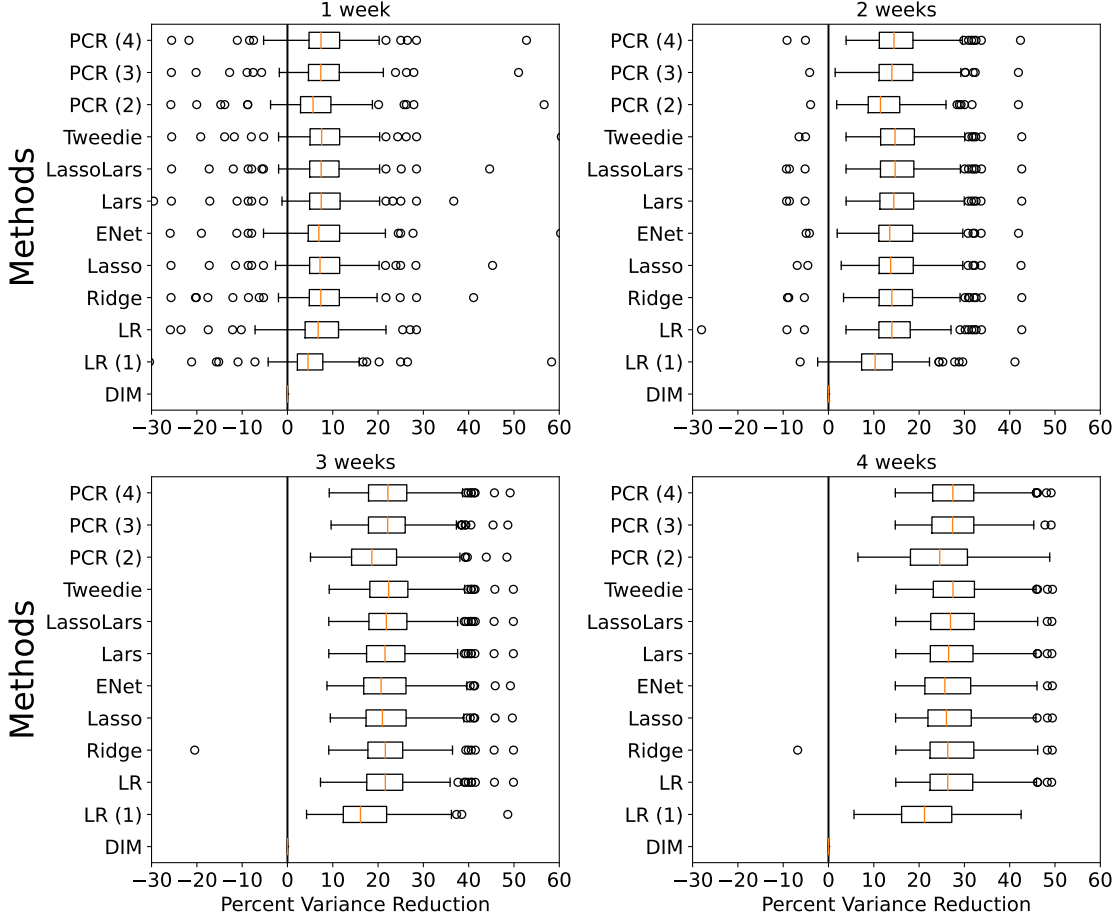 1 week
2 weeks
Methods
PCR (4)
PCR (3)
PCR (2)
Tweedie
LassoLars
Lars
ENet
Lasso
Ridge
LR
LR (1)
DIM
−30 −20 −10 0 10 20 30 40 50 60
PCR (4)
PCR (3)
PCR (2)
Tweedie
LassoLars
Lars
ENet
Lasso
Ridge
LR
LR (1)
DIM
−30 −20 −10 0 10 20 30 40 50 60
3 weeks
4 weeks
Methods
PCR (4)
PCR (3)
PCR (2)
Tweedie
LassoLars
Lars
ENet
Lasso
Ridge
LR
LR (1)
DIM
−30 −20 −10 0 10 20 30 40 50 60
Percent Variance Reduction
PCR (4)
PCR (3)
PCR (2)
Tweedie
LassoLars
Lars
ENet
Lasso
Ridge
LR
LR (1)
DIM
−30 −20 −10 0 10 20 30 40 50 60
Percent Variance Reduction